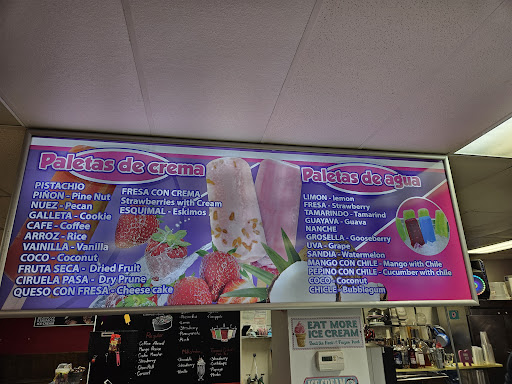 Paletas de crema
PISTACHIO
PIÑON - Pine Nut
NUEZ - Pecan
GALLETA - Cookie
CAFE - Coffee
ARROZ - Rice
VAINILLA - Vanilla
COCO - Coconut
FRUTA SECA - Dried Fruit
CIRUELA PASA - Dry Prune
QUESO CON FRESA - Cheese cake
FRESA CON CREMA
Strawberries with Cream
ESQUIMAL - Eskimos
Paletas de agua
LIMON - lemon
FRESA - Strawberry
TAMARINDO - Tamarind
GUAYAVA - Guava
NANCHE
GROSELLA - Gooseberry
UVA - Grape
SANDIA - Watermelon
MANGO CON CHILE - Mango with Chile
PEPINO CON CHILE - Cucumber with chile
COCO - Coconut
CHICLE - Bubblegum
EAT MORE
ICE CREAM